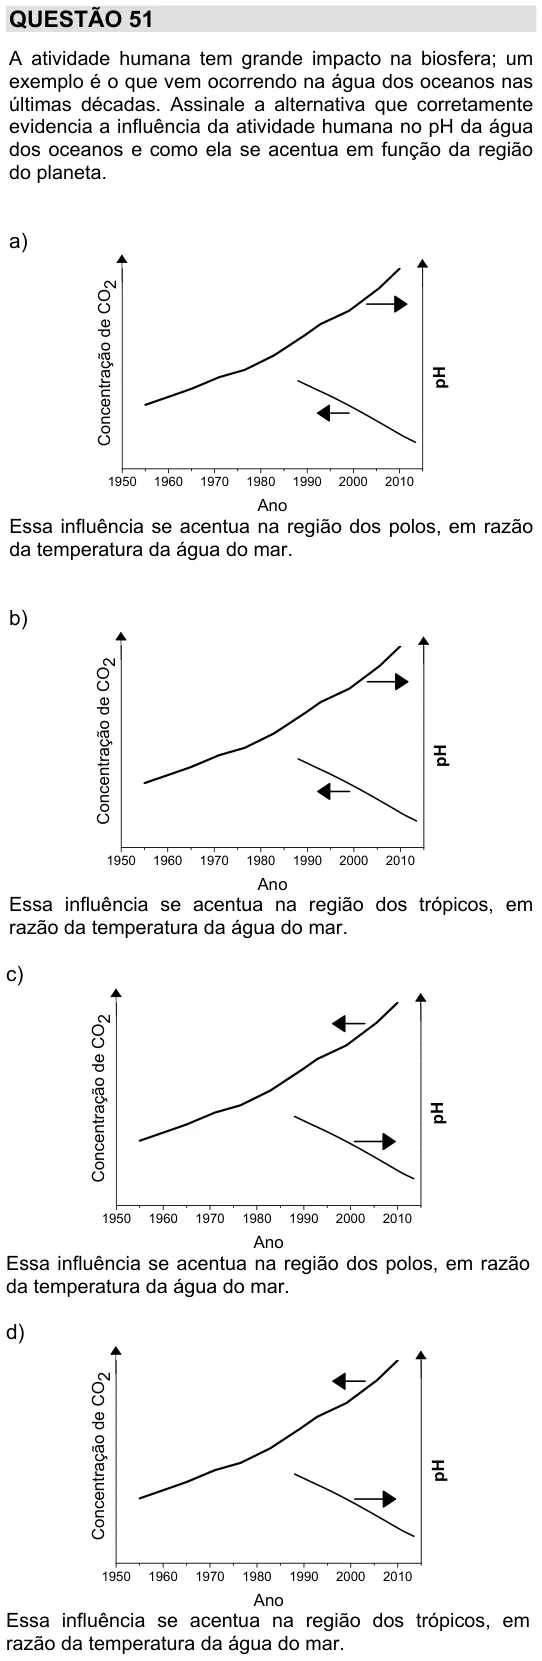 QUESTÃO 51
A atividade humana tem grande impacto na biosfera; um
exemplo é o que vem ocorrendo na água dos oceanos nas
últimas décadas. Assinale a alternativa que corretamente
evidencia a influência da atividade humana no pH da água
dos oceanos e como ela se acentua em função da região
do planeta.
a)
Concentração de CO2
pH
1950 1960 1970 1980 1990 2000 2010
Ano
Essa influência se acentua na região dos polos, em razão
da temperatura da água do mar.
b)
Concentração de CO2
pH
1950 1960 1970 1980 1990 2000 2010
Ano
Essa influência se acentua na região dos trópicos, em
razão da temperatura da água do mar.
c)
Concentração de CO2
pH
1950 1960 1970 1980 1990 2000 2010
Ano
Essa influência se acentua na região dos polos, em razão
da temperatura da água do mar.
d)
Concentração de CO2
pH
1950 1960 1970 1980 1990 2000 2010
Ano
Essa influência se acentua na região dos trópicos, em
razão da temperatura da água do mar.